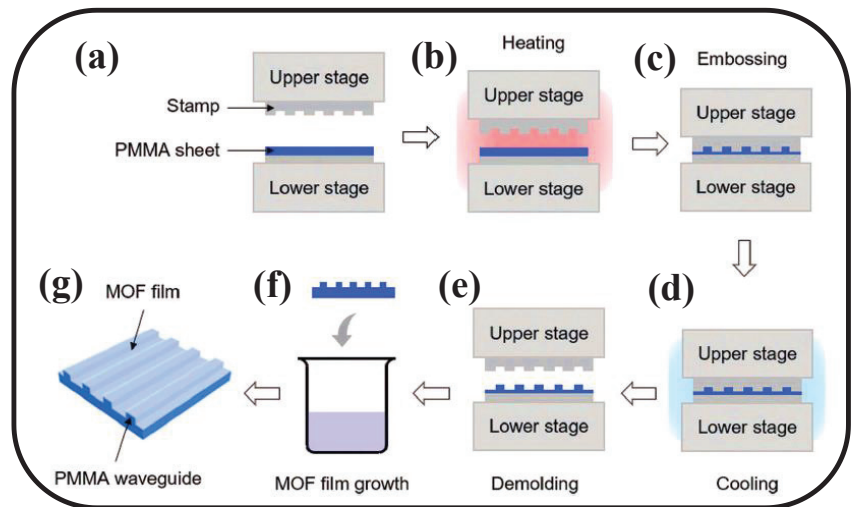 (a)
Upper stage
Stamp
PMMA sheet
Lower stage
(b)
Heating
Upper stage
Lower stage
(c)
Embossing
Upper stage
Lower stage
(d)
Upper stage
Lower stage
Cooling
(e)
Upper stage
Lower stage
Demolding
(f)
MOF film growth
(g)
MOF film
PMMA waveguide